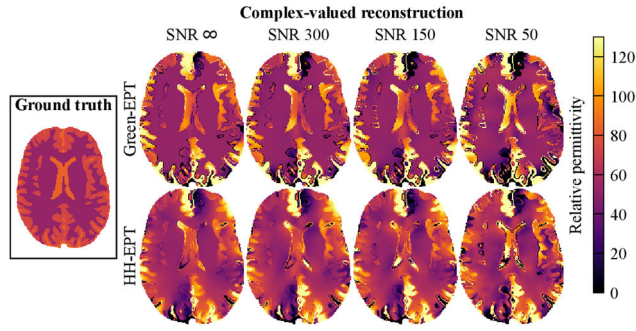 Complex-valued reconstruction
SNR ∞ SNR 300 SNR 150 SNR 50
Ground truth
Green-EPT
HH-EPT
Relative permittivity
120
100
80
60
40
20
0